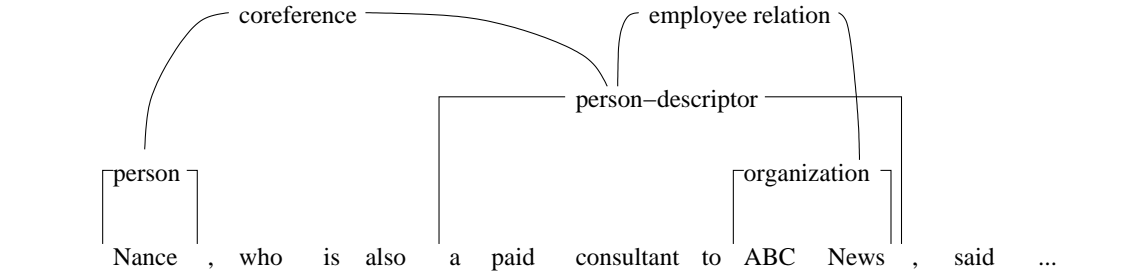 coreference employee relation
person–descriptor
person organization
Nance , who is also a paid consultant to ABC News , said ...